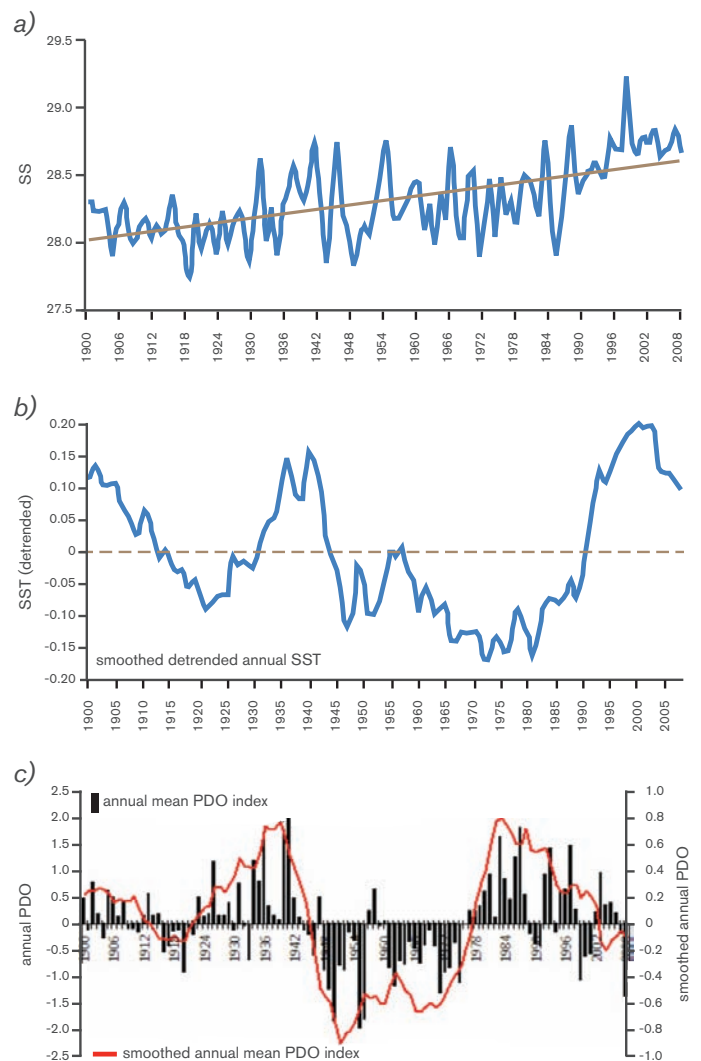 a)
29.5
29.0
28.5
28.0
27.5
SS
1900 1906 1912 1918 1924 1930 1936 1942 1948 1954 1960 1966 1972 1978 1984 1990 1996 2002 2008
b)
0.20
0.15
0.10
0.05
0
-0.05
-0.10
-0.15
-0.20
SST (detrended)
smoothed detrended annual SST
1900 1905 1910 1915 1920 1925 1930 1935 1940 1945 1950 1955 1960 1965 1970 1975 1980 1985 1990 1995 2000 2005
c)
2.5 1.0
annual mean PDO index
2.0 0.8
1.5 0.6
1.0 0.4
0.5 0.2
0 0
-0.5 -0.2
-1.0 -0.4
-1.5 -0.6
-2.0 -0.8
-2.5 -1.0
annual PDO
smoothed annual PDO
1900 1906 1912 1924 1930 1936 1942 1960 1978 1984 1996
smoothed annual mean PDO index